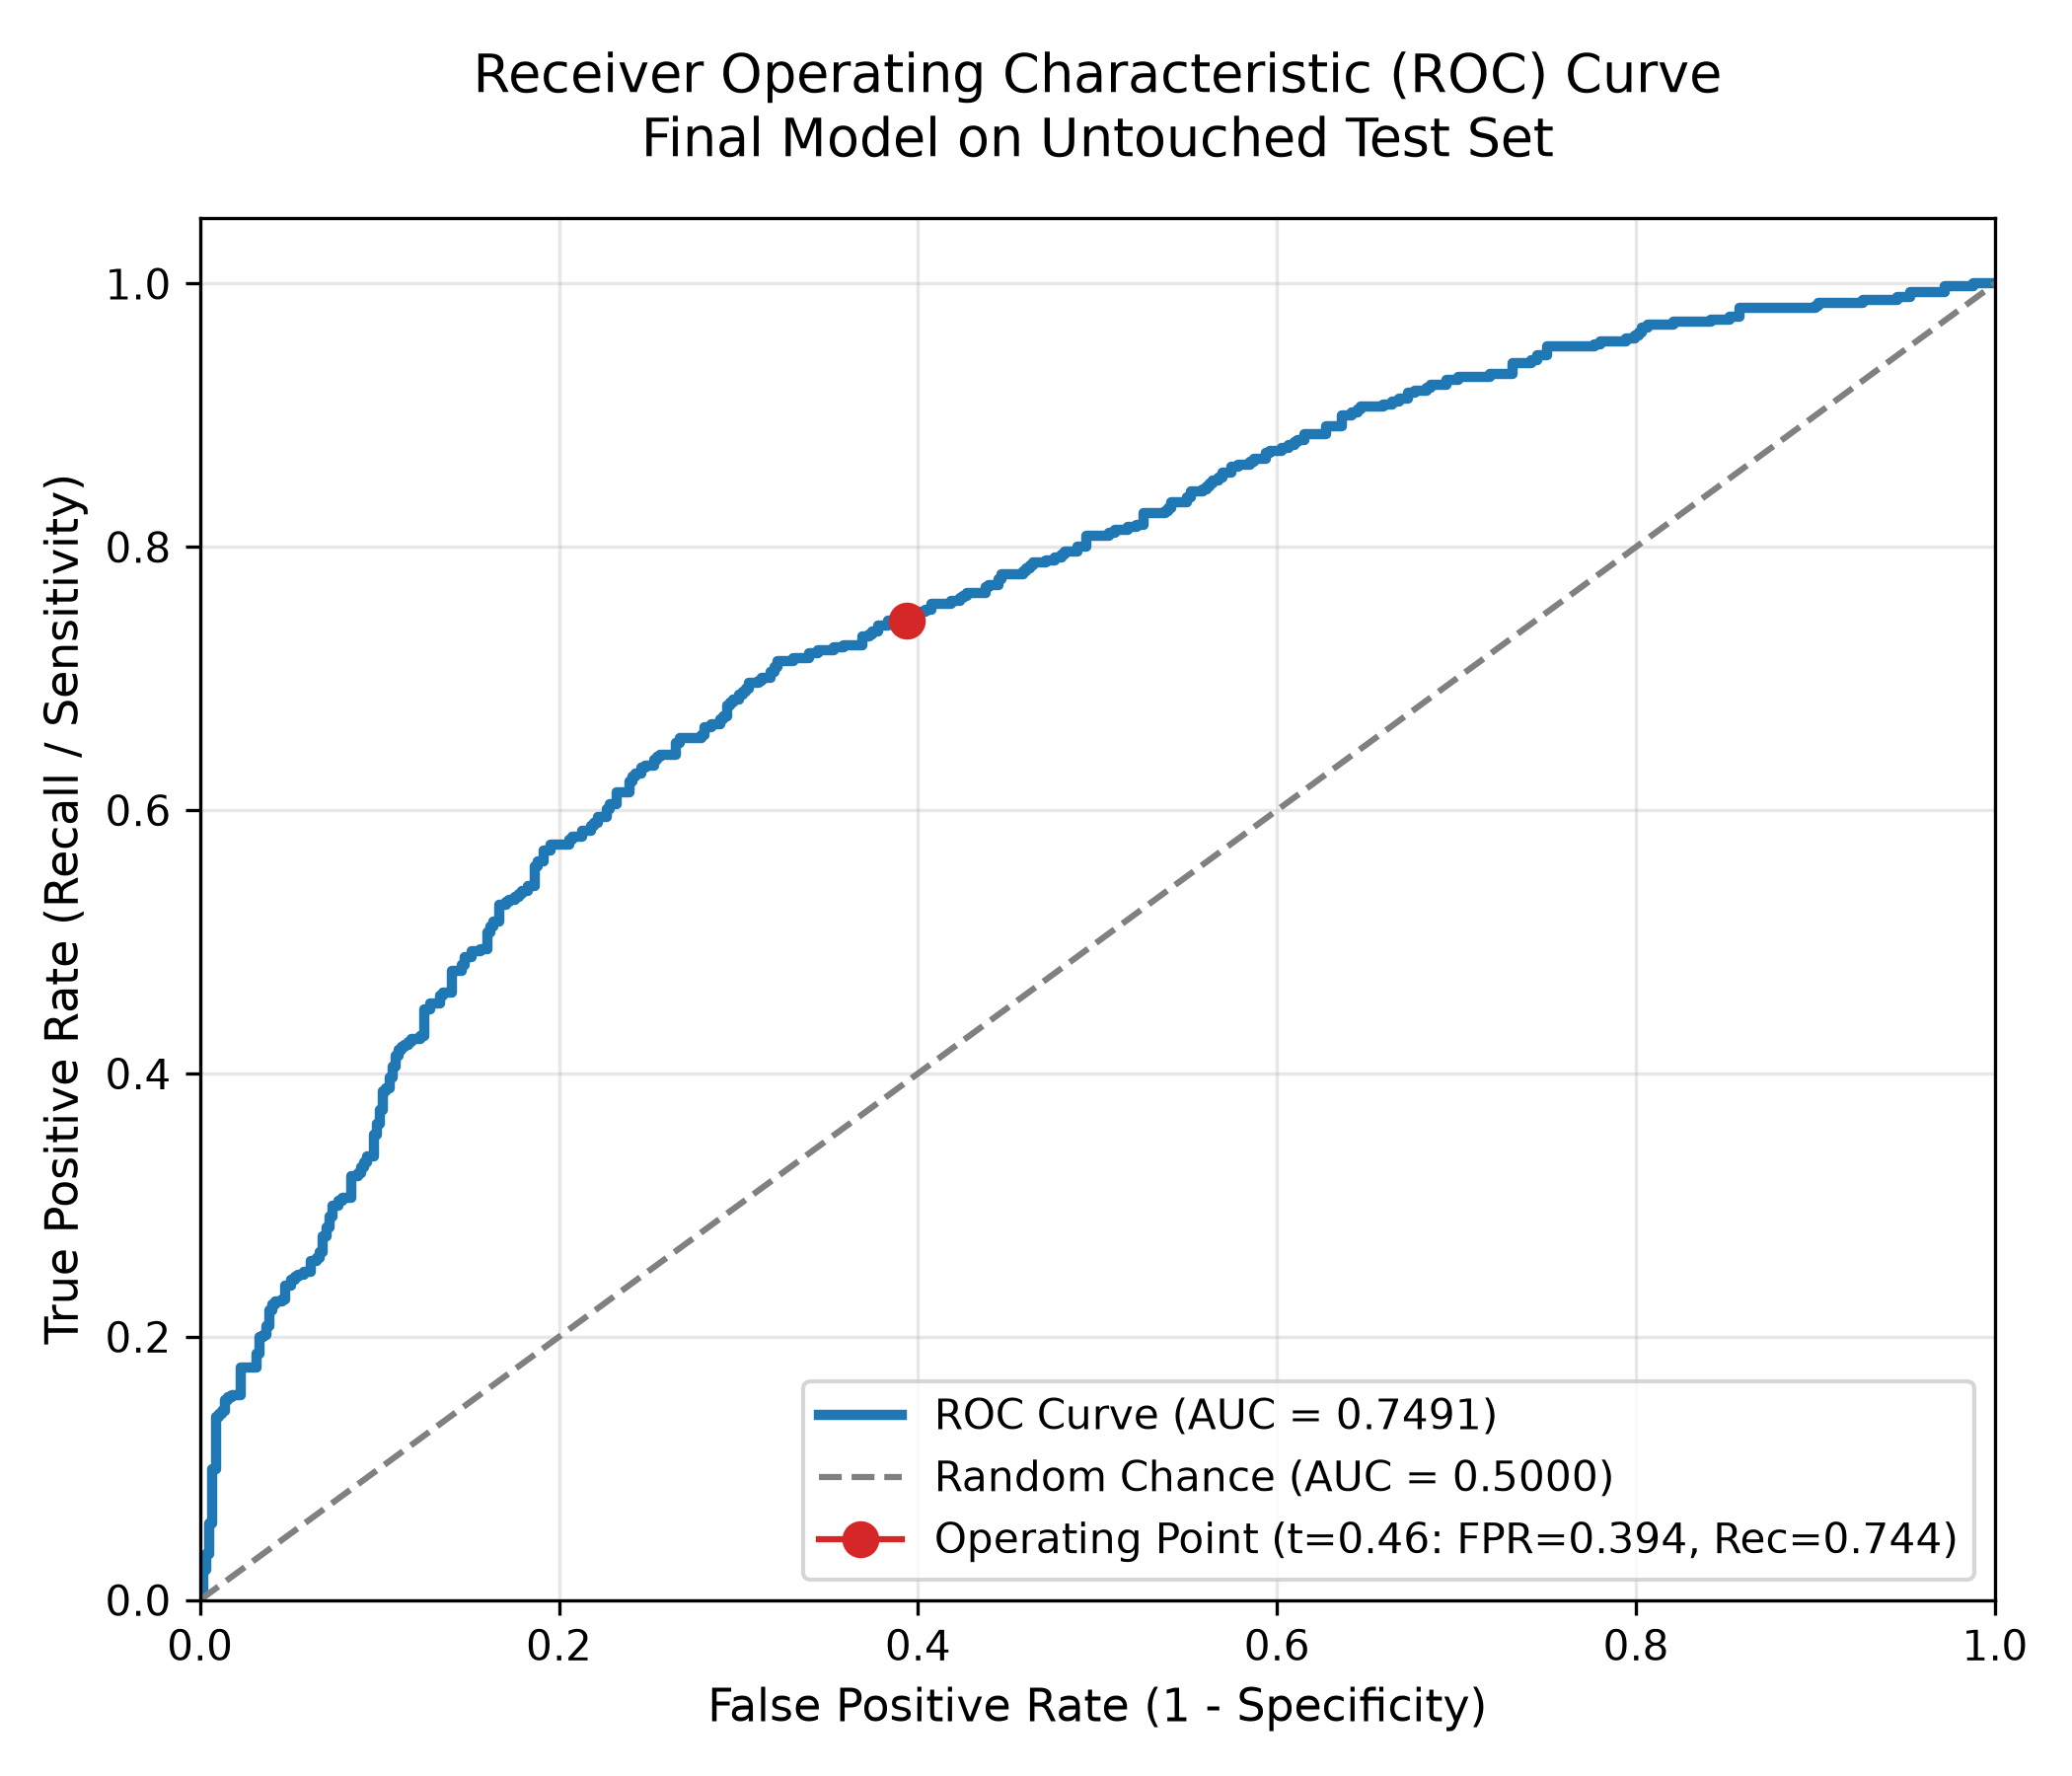 Receiver Operating Characteristic (ROC) Curve
Final Model on Untouched Test Set
True Positive Rate (Recall / Sensitivity)
1.0
0.8
0.6
0.4
0.2
0.0
ROC Curve (AUC = 0.7491)
Random Chance (AUC = 0.5000)
Operating Point (t=0.46: FPR=0.394, Rec=0.744)
0.0 0.2 0.4 0.6 0.8 1.0
False Positive Rate (1 - Specificity)